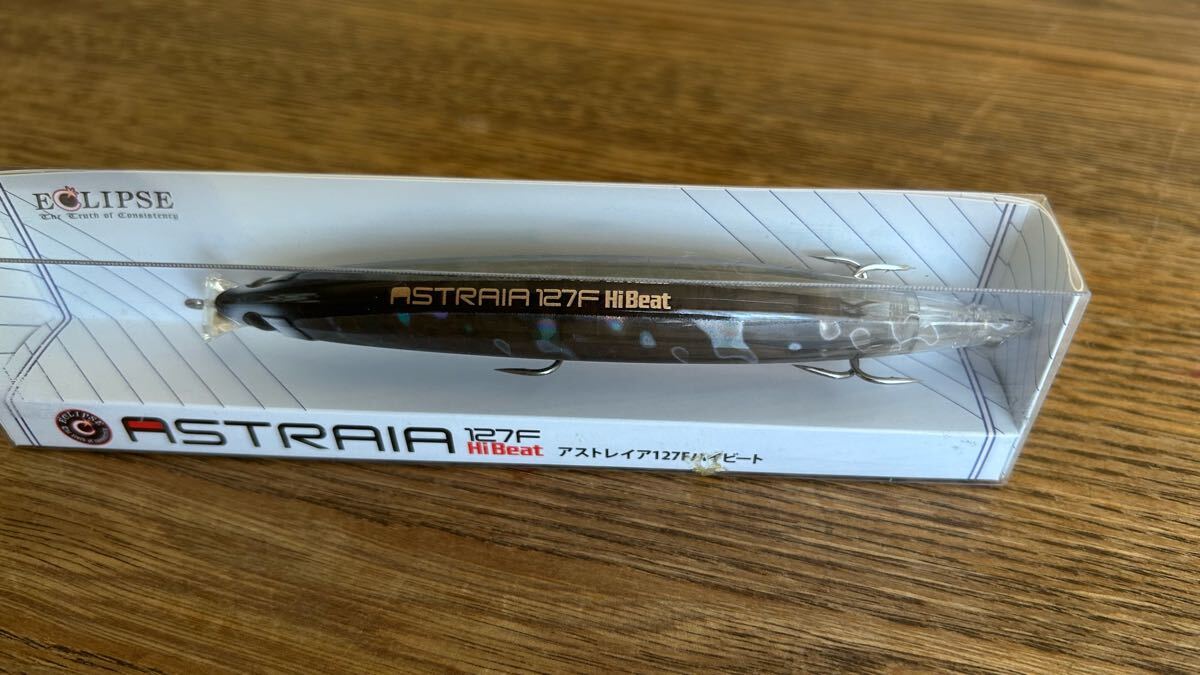 ECLIPSE
The Truth of Consistency
ASTRAIA 127F HiBeat
ECLIPSE
ASTRAIA 127F HiBeat アストレイア127Fハイビート